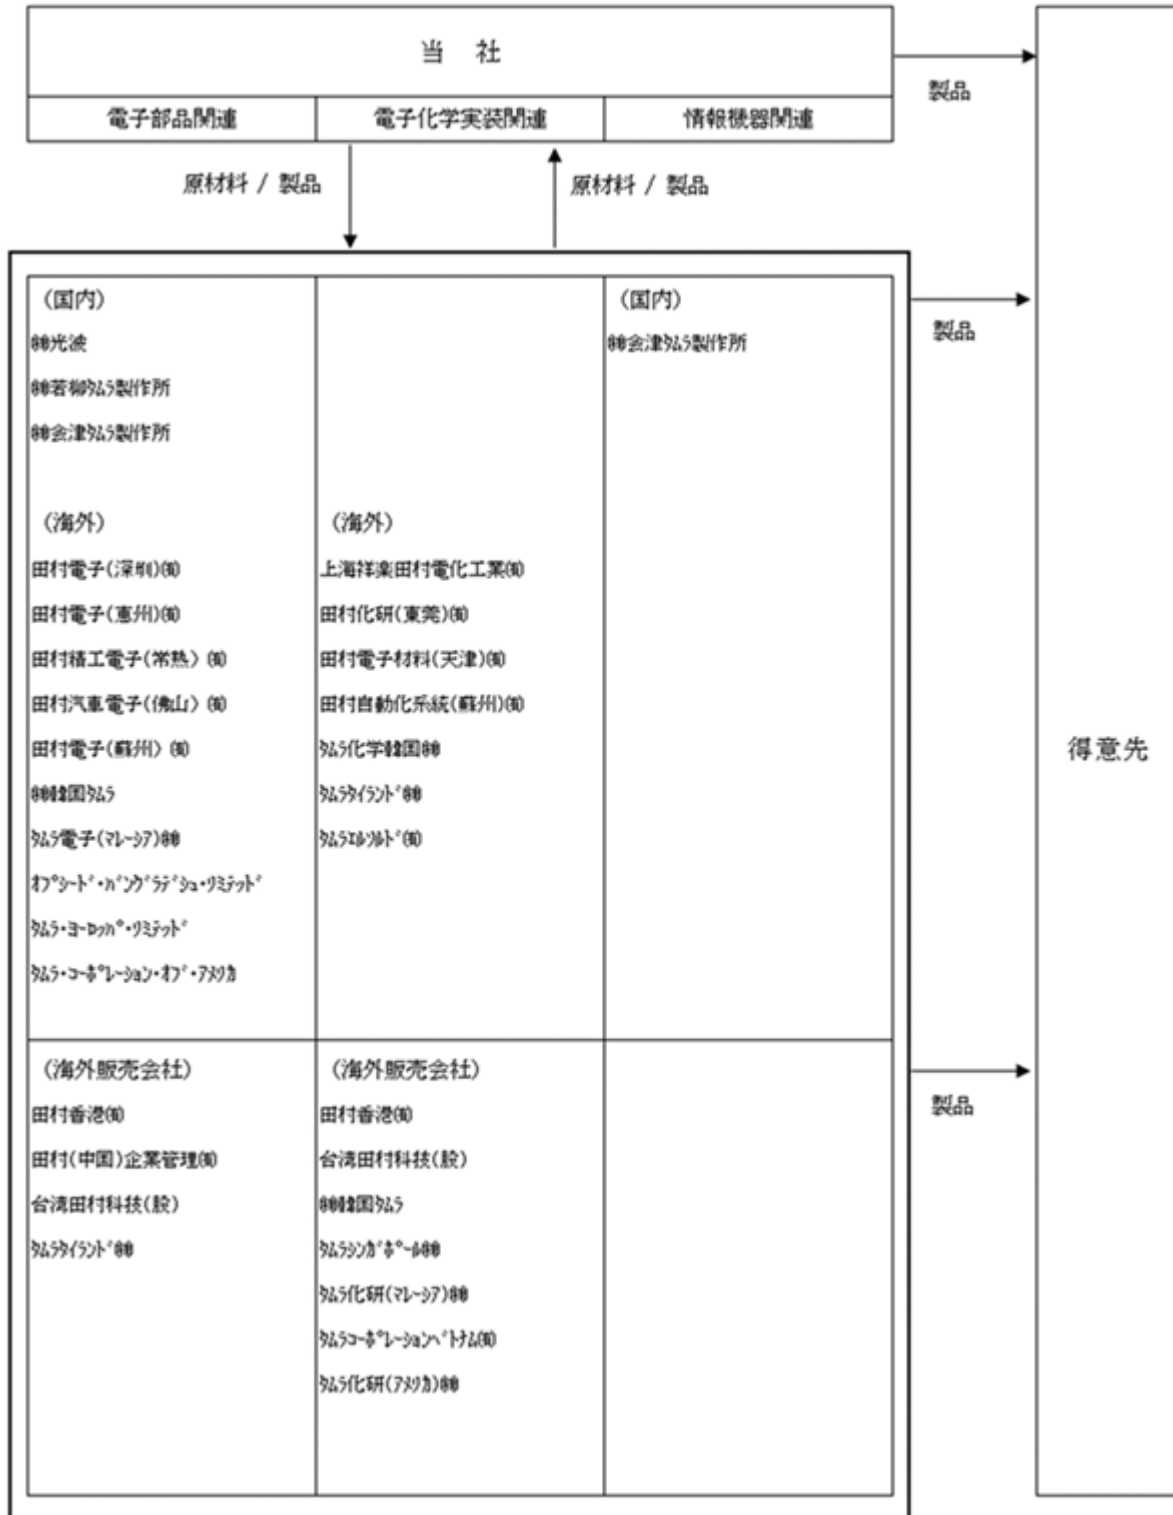 当 社
電子部品関連
電子化学実装関連
情報機器関連
製品
原材料 / 製品
原材料 / 製品
得意先
(国内)
㈱光波
㈱若柳ﾀﾑﾗ製作所
㈱会津ﾀﾑﾗ製作所
(海外)
田村電子(深圳)㈲
田村電子(恵州)㈲
田村精工電子(常熟)㈲
田村汽車電子(佛山)㈲
田村電子(蘇州)㈲
㈱韓国ﾀﾑﾗ
ﾀﾑﾗ電子(ﾏﾚｰｼｱ)㈱
ｵﾌﾟｼｰﾄﾞ・ﾊﾞﾝｸﾞﾗﾃﾞｼｭ・ﾘﾐﾃｯﾄﾞ
ﾀﾑﾗ・ﾖｰﾛｯﾊﾟ・ﾘﾐﾃｯﾄﾞ
ﾀﾑﾗ・ｺｰﾎﾟﾚｰｼｮﾝ・ｵﾌﾞ・ｱﾒﾘｶ
(海外)
上海祥楽田村電化工業㈲
田村化研(東莞)㈲
田村電子材料(天津)㈲
田村自動化系統(蘇州)㈲
ﾀﾑﾗ化学韓国㈱
ﾀﾑﾗﾀｲﾗﾝﾄﾞ㈱
ﾀﾑﾗｴﾙｿﾙﾄﾞ㈲
(国内)
㈱会津ﾀﾑﾗ製作所
製品
(海外販売会社)
田村香港㈲
田村(中国)企業管理㈲
台湾田村科技(股)
ﾀﾑﾗﾀｲﾗﾝﾄﾞ㈱
(海外販売会社)
田村香港㈲
台湾田村科技(股)
㈱韓国ﾀﾑﾗ
ﾀﾑﾗｼﾝｶﾞﾎﾟｰﾙ㈱
ﾀﾑﾗ化研(ﾏﾚｰｼｱ)㈱
ﾀﾑﾗｺｰﾎﾟﾚｰｼｮﾝﾍﾞﾄﾅﾑ㈲
ﾀﾑﾗ化研(ｱﾒﾘｶ)㈱
製品